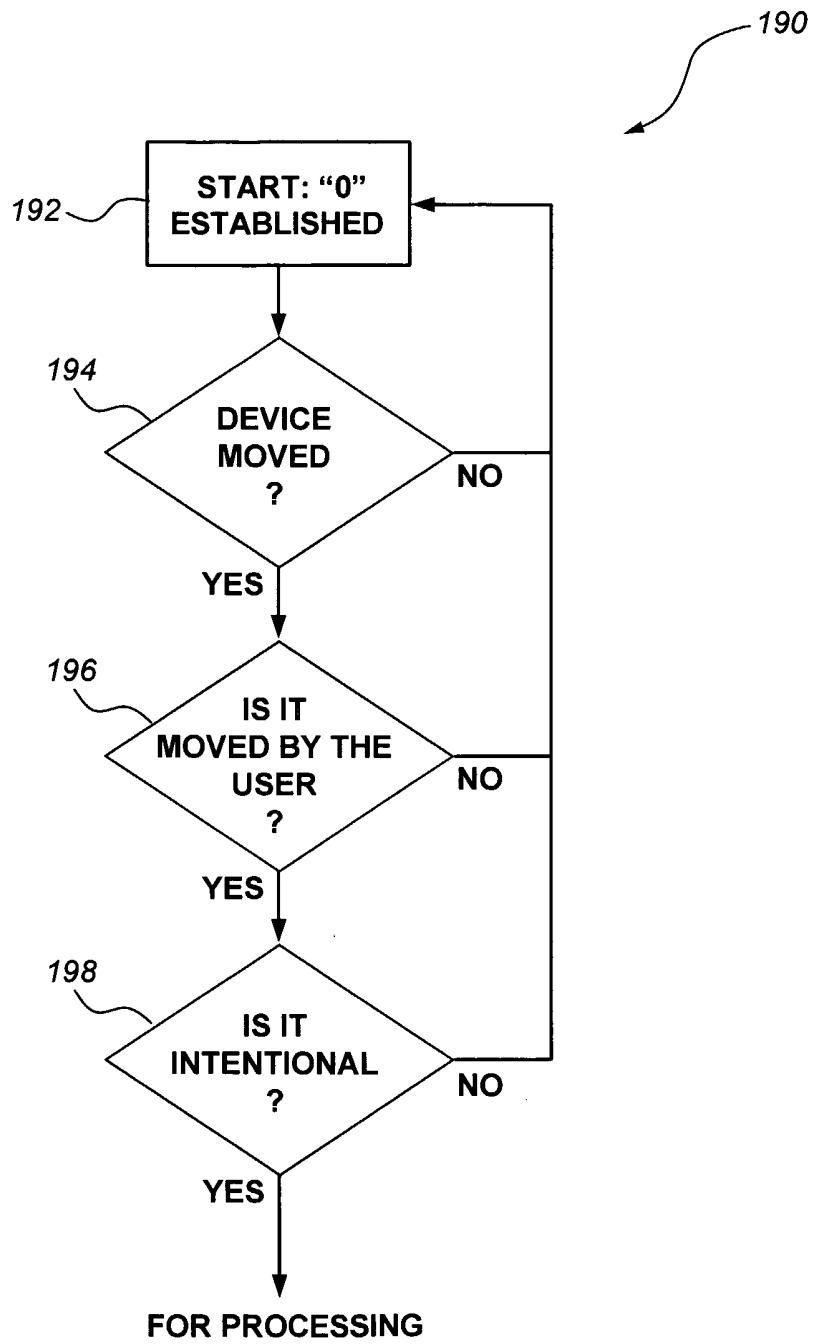 190
START: "0"
ESTABLISHED
192
194
DEVICE
MOVED
?
NO
YES
196
IS IT
MOVED BY THE
USER
?
NO
YES
198
IS IT
INTENTIONAL
?
NO
YES
FOR PROCESSING